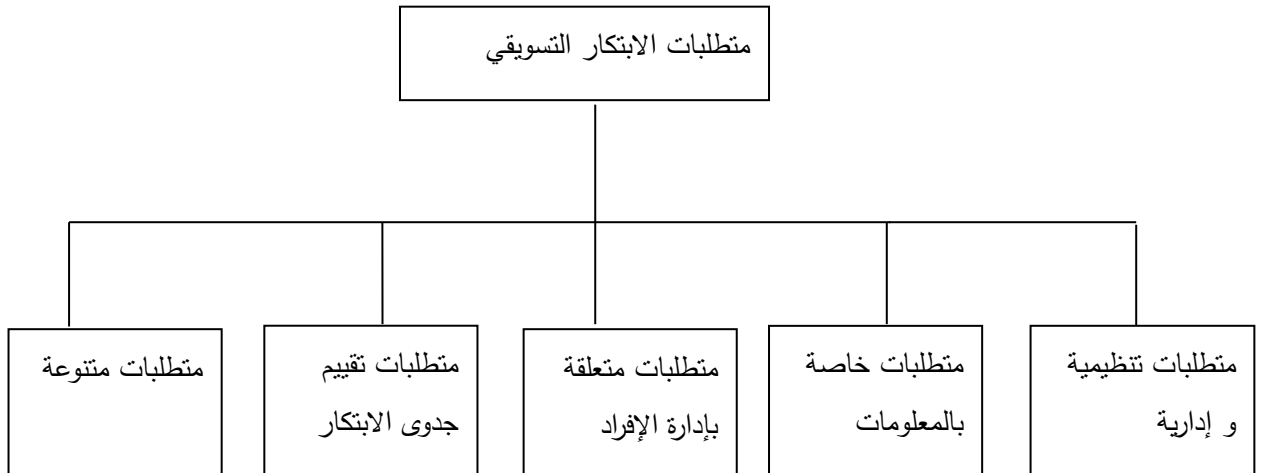 متطلبات الابتكار التسويقي
متطلبات تنظيمية
و إدارية
متطلبات خاصة
بالمعلومات
متطلبات متعلقة
بإدارة الإفراد
متطلبات تقييم
جدوى الابتكار
متطلبات متنوعة